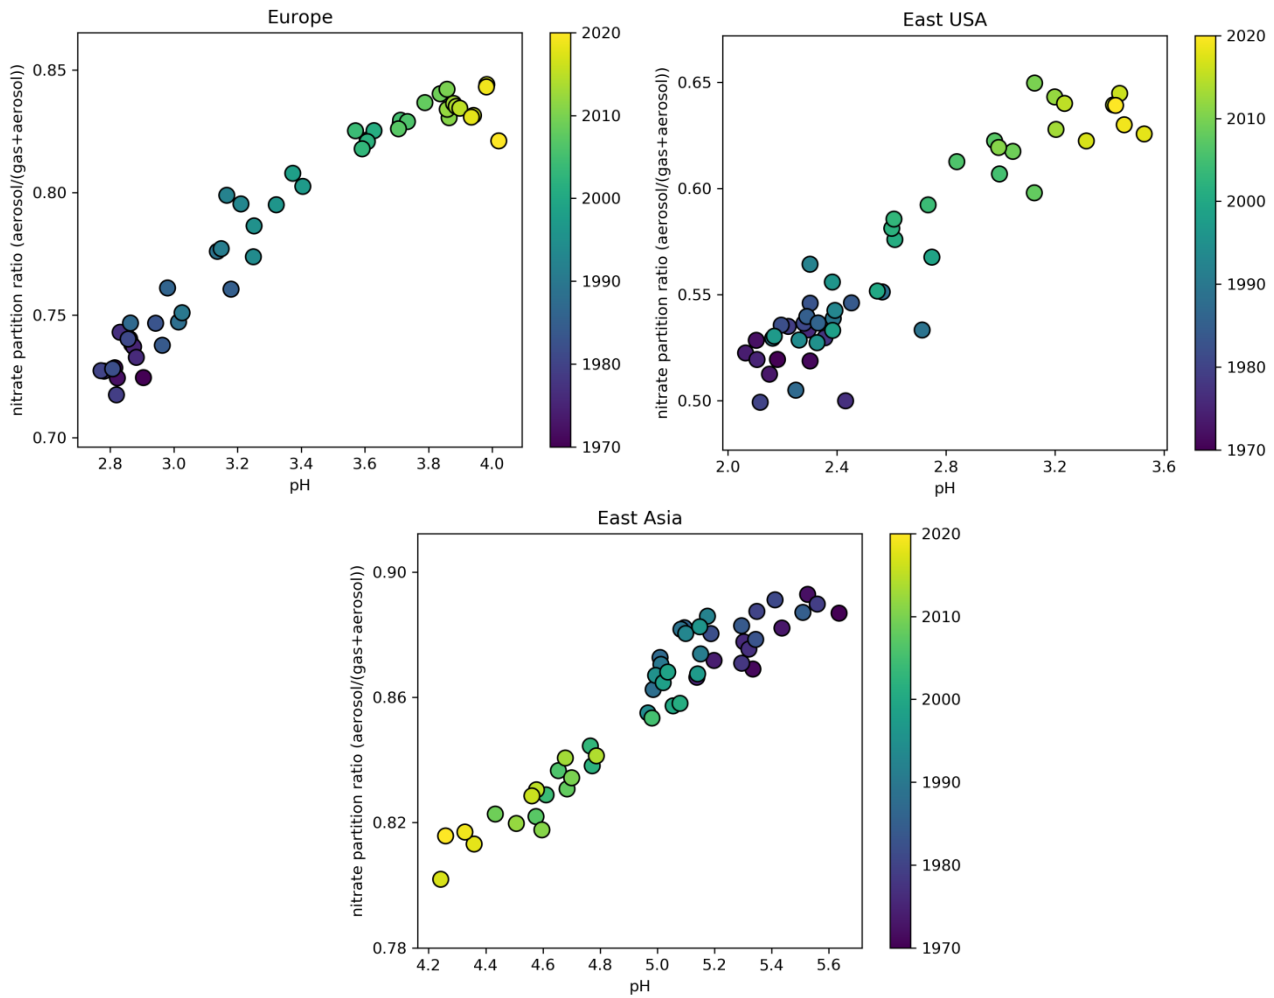 Europe
nitrate partition ratio (aerosol/(gas+aerosol))
0.85
0.80
0.75
0.70
2.8 3.0 3.2 3.4 3.6 3.8 4.0
pH
2020
2010
2000
1990
1980
1970
East USA
nitrate partition ratio (aerosol/(gas+aerosol))
0.65
0.60
0.55
0.50
2.0 2.4 2.8 3.2 3.6
pH
2020
2010
2000
1990
1980
1970
East Asia
nitrate partition ratio (aerosol/(gas+aerosol))
0.90
0.86
0.82
0.78
4.2 4.4 4.6 4.8 5.0 5.2 5.4 5.6
pH
2020
2010
2000
1990
1980
1970